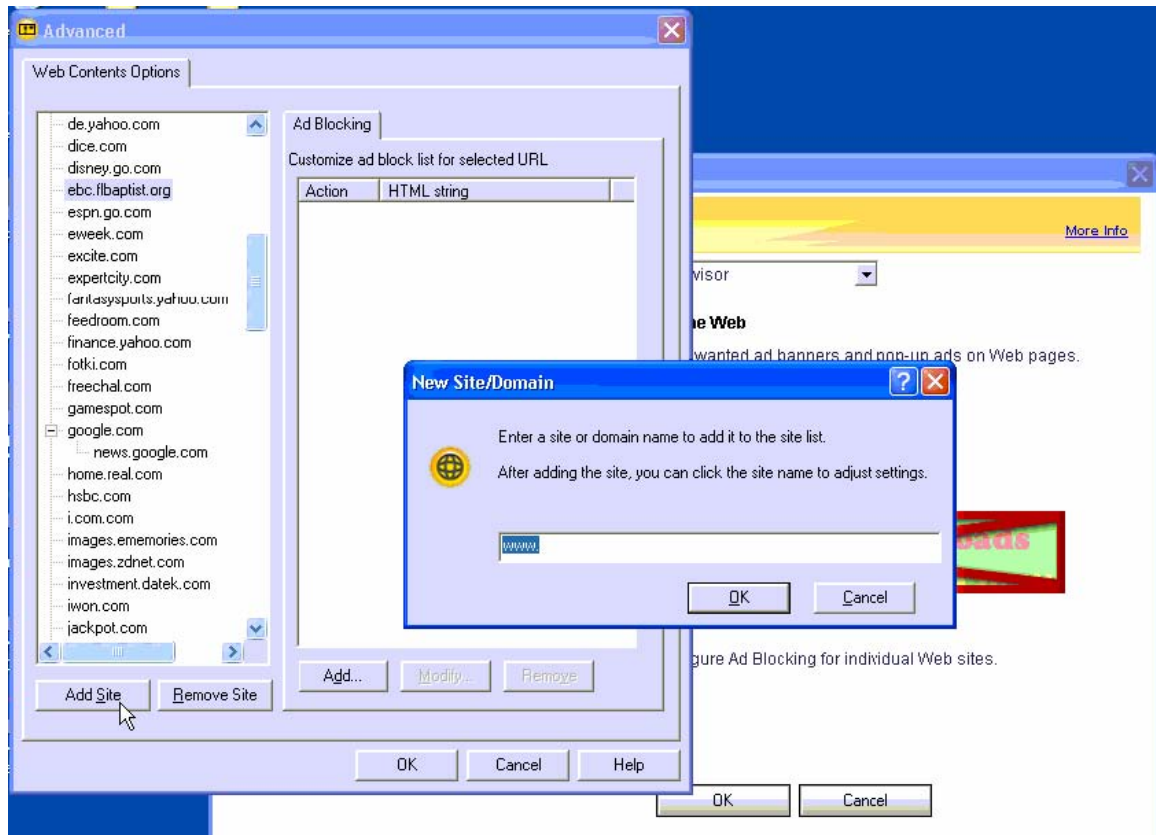 Advanced
Web Contents Options
de.yahoo.com
dice.com
disney.go.com
ebc.flbaptist.org
espn.go.com
eweek.com
excite.com
expertcity.com
fantasysports.yahoo.com
feedroom.com
finance.yahoo.com
fotki.com
freechal.com
gamespot.com
google.com
news.google.com
home.real.com
hsbc.com
i.com.com
images.ememories.com
images.zdnet.com
investment.datek.com
iwon.com
jackpot.com
Add Site
Remove Site
Ad Blocking
Customize ad block list for selected URL
Action HTML string
Add... Modify... Remove
OK Cancel Help
More Info
visor
he Web
wanted ad banners and pop-up ads on Web pages.
New Site/Domain
Enter a site or domain name to add it to the site list.
After adding the site, you can click the site name to adjust settings.
www.
OK Cancel
ads
gure Ad Blocking for individual Web sites.
OK Cancel